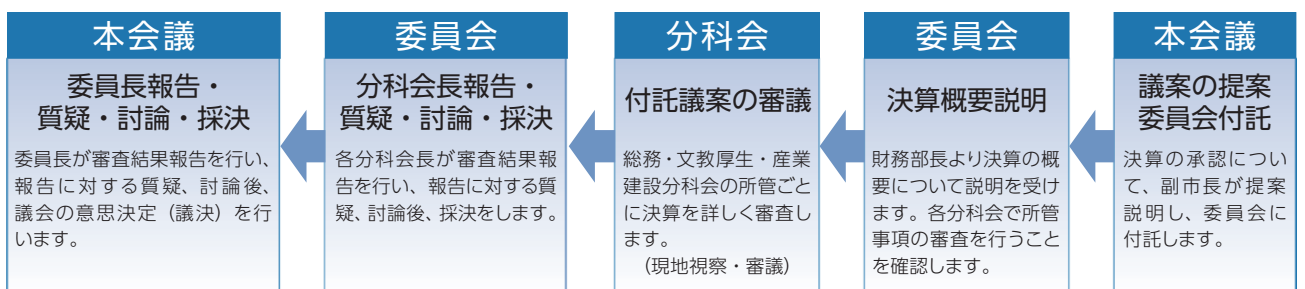 本会議
議案の提案
委員会付託
決算の承認につい
て、副市長が提案
説明し、委員会に
付託します。
委員会
決算概要説明
財務部長より決算の概
要について説明を受け
ます。各分科会で所管
事項の審査を行うこと
を確認します。
分科会
付託議案の審議
総務・文教厚生・産業
建設分科会の所管ごと
に決算を詳しく審査し
ます。
（現地視察・審議）
委員会
分科会長報告・
質疑・討論・採決
各分科会長が審査結果報
告を行い、報告に対する質
疑、討論後、採決をします。
本会議
委員長報告・
質疑・討論・採決
委員長が審査結果報告を行い、
報告に対する質疑、討論後、
議会の意思決定（議決）を行
います。